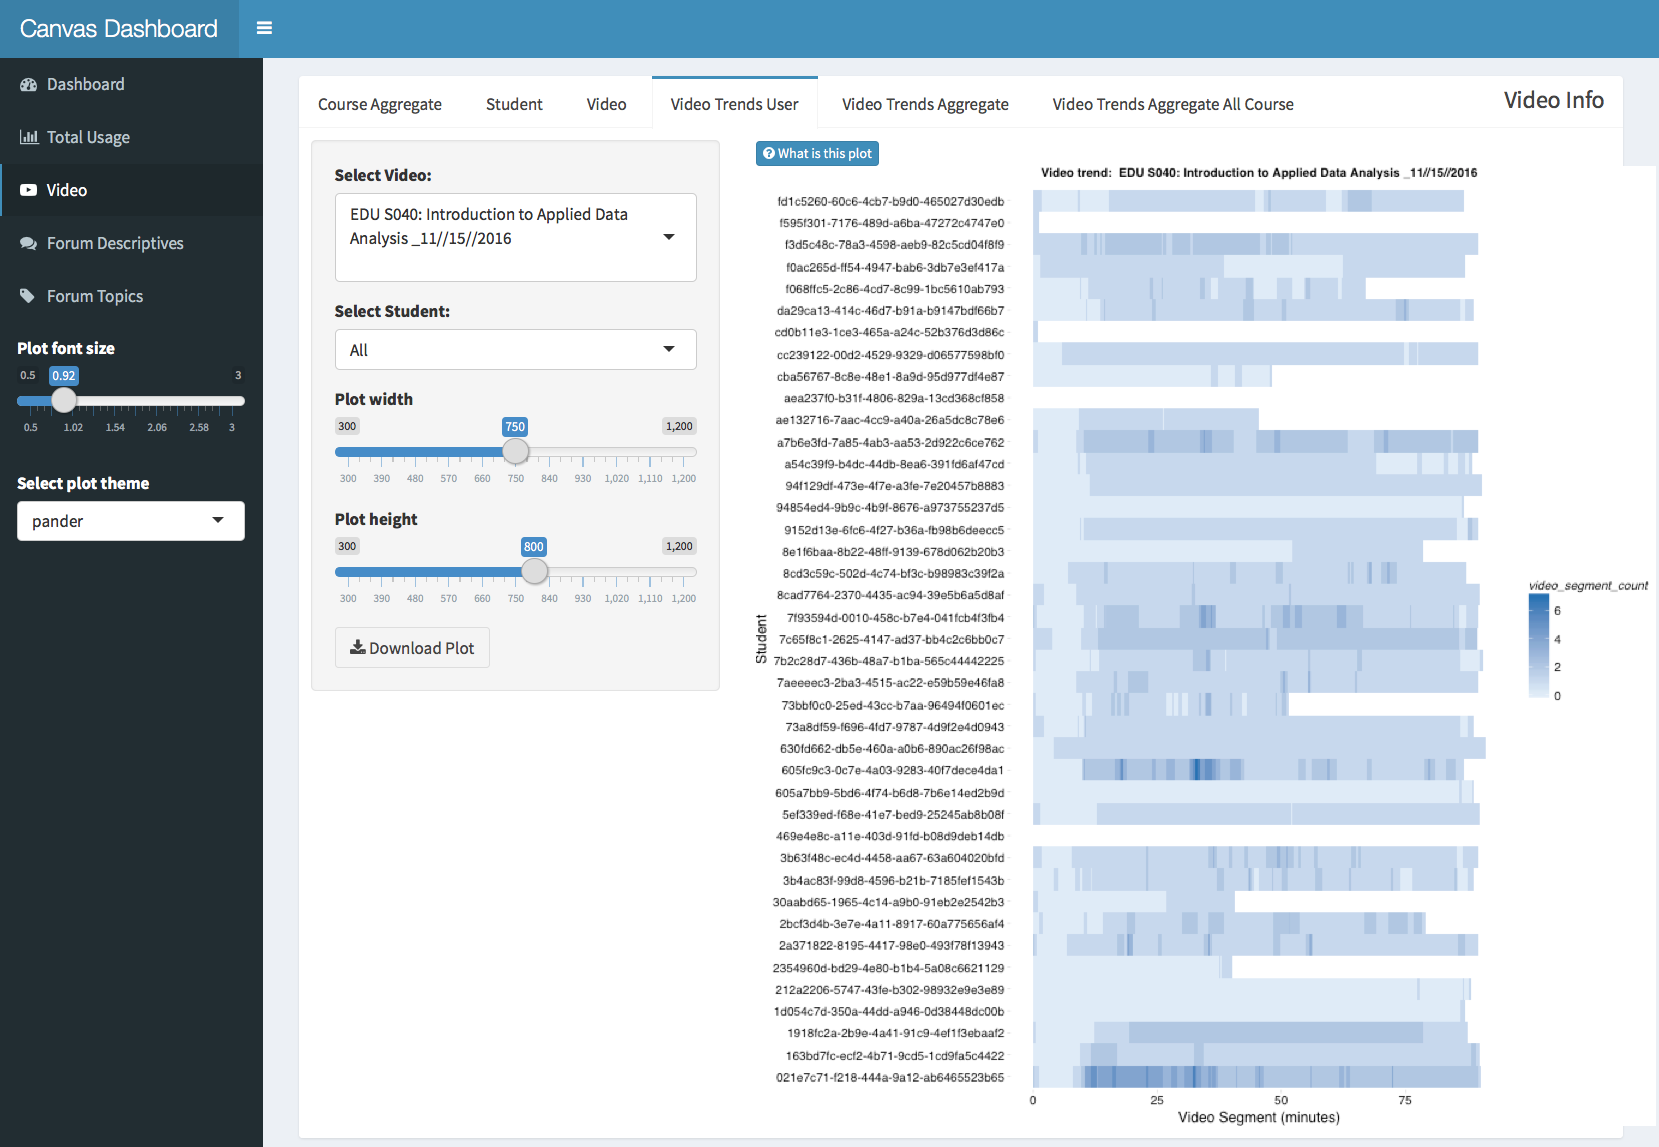 Canvas Dashboard
Dashboard
Total Usage
Video
Forum Descriptives
Forum Topics
Plot font size
0.5 0.92 3
0.5 1.02 1.54 2.06 2.58 3
Select plot theme
pander
Course Aggregate Student Video Video Trends User Video Trends Aggregate Video Trends Aggregate All Course Video Info
Select Video:
EDU S040: Introduction to Applied Data
Analysis _11//15//2016
Select Student:
All
Plot width
300 750 1,200
300 390 480 570 660 750 840 930 1,020 1,110 1,200
Plot height
300 800 1,200
300 390 480 570 660 750 840 930 1,020 1,110 1,200
Download Plot
What is this plot
Video trend: EDU S040: Introduction to Applied Data Analysis _11//15//2016
fd1c5260-60c6-4cb7-b9d0-465027d30edb
f595f301-7176-489d-a6ba-47272c4747e0
f3d5c48c-78a3-4598-aeb9-82c5cd04f8f9
f0ac265d-ff54-4947-bab6-3db7e3ef417a
f068ffc5-2c86-4cd7-8c99-1bc5610ab793
da29ca13-414c-46d7-b91a-b9147bdf66b7
cd0b11e3-1ce3-465a-a24c-52b376d3d86c
cc239122-00d2-4529-9329-d06577598bf0
cba56767-8c8e-48e1-8a9d-95d977df4e87
aea237f0-b31f-4806-829a-13cd368cf858
ae132716-7aac-4cc9-a40a-26a5dc8c78e6
a7b6e3fd-7a85-4ab3-aa53-2d922c6ce762
a54c39f9-b4dc-44db-8ea6-391fd6af47cd
94f129df-473e-4f7e-a3fe-7e20457b8883
94854ed4-9b9c-4b9f-8676-a973755237d5
9152d13e-6fc6-4f27-b36a-fb98b6deecc5
8e1f6baa-8b22-48ff-9139-678d062b20b3
8cd3c59c-502d-4c74-bf3c-b98983c39f2a
8cad7764-2370-4435-ac94-39e5b6a5d8af
7f93594d-0010-458c-b7e4-041fcb4f3fb4
7c65f8c1-2625-4147-ad37-bb4c2c6bb0c7
7b2c28d7-436b-48a7-b1ba-565c44442225
7aeeeec3-2ba3-4515-ac22-e59b59e46fa8
73bbf0c0-25ed-43cc-b7aa-96494f0601ec
73a8df59-f696-4fd7-9787-4d9f2e4d0943
630fd662-db5e-460a-a0b6-890ac26f98ac
605fc9c3-0c7e-4a03-9283-40f7dece4da1
605a7bb9-5bd6-4f74-b6d8-7b6e14ed2b9d
5ef339ed-f68e-41e7-bed9-25245ab8b08f
469e4e8c-a11e-403d-91fd-b08d9deb14db
3b63f48c-ec4d-4458-aa67-63a604020bfd
3b4ac83f-99d8-4596-b21b-7185fef1543b
30aabd65-1965-4c14-a9b0-91eb2e2542b3
2bcf3d4b-3e7e-4a11-8917-60a775656af4
2a371822-8195-4417-98e0-493f78f13943
2354960d-bd29-4e80-b1b4-5a08c6621129
212a2206-5747-43fe-b302-98932e9e3e89
1d054c7d-350a-44dd-a946-0d38448dc00b
1918fc2a-2b9e-4a41-91c9-4ef1f3ebaaf2
163bd7fc-ecf2-4b71-9cd5-1cd9fa5c4422
021e7c71-f218-444a-9a12-ab6465523b65
Student
0 25 50 75
Video Segment (minutes)
video_segment_count
6
4
2
0